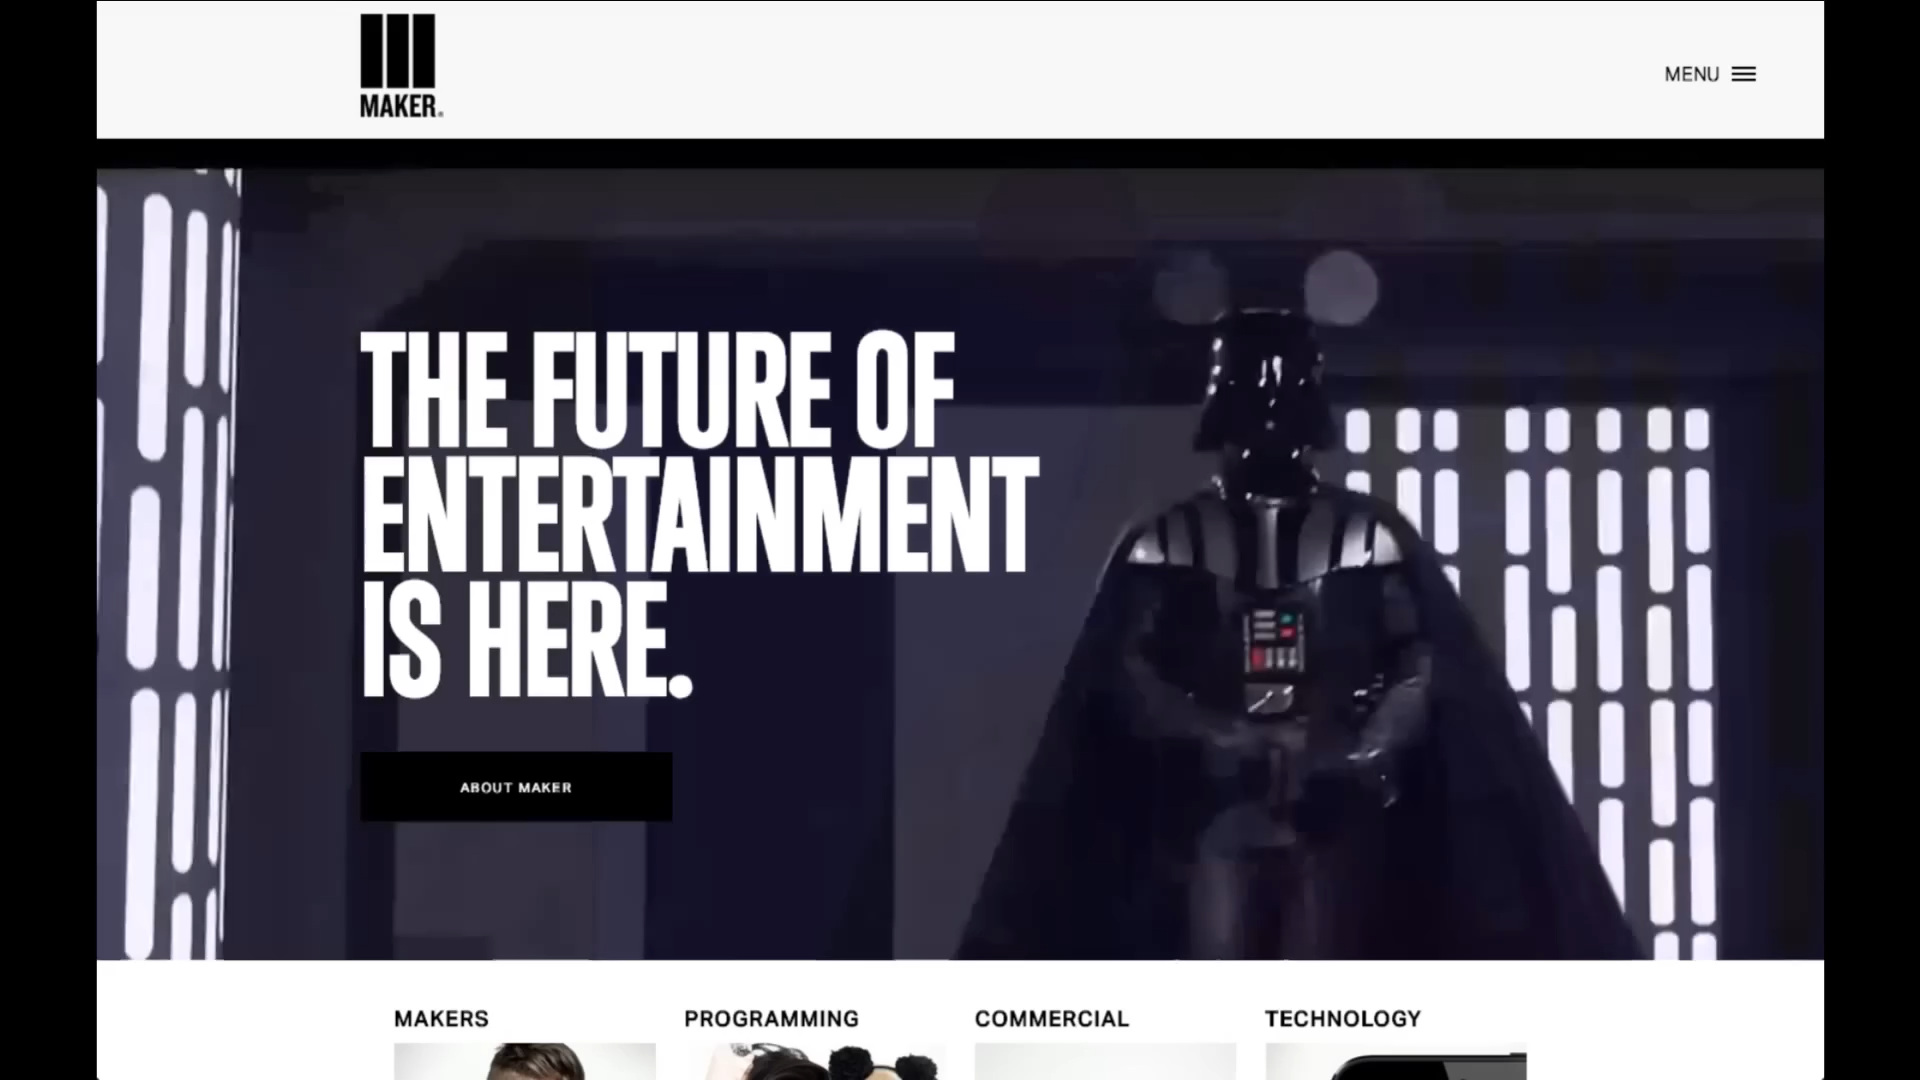 MAKER
MENU
THE FUTURE OF
ENTERTAINMENT
IS HERE.
ABOUT MAKER
MAKERS
PROGRAMMING
COMMERCIAL
TECHNOLOGY